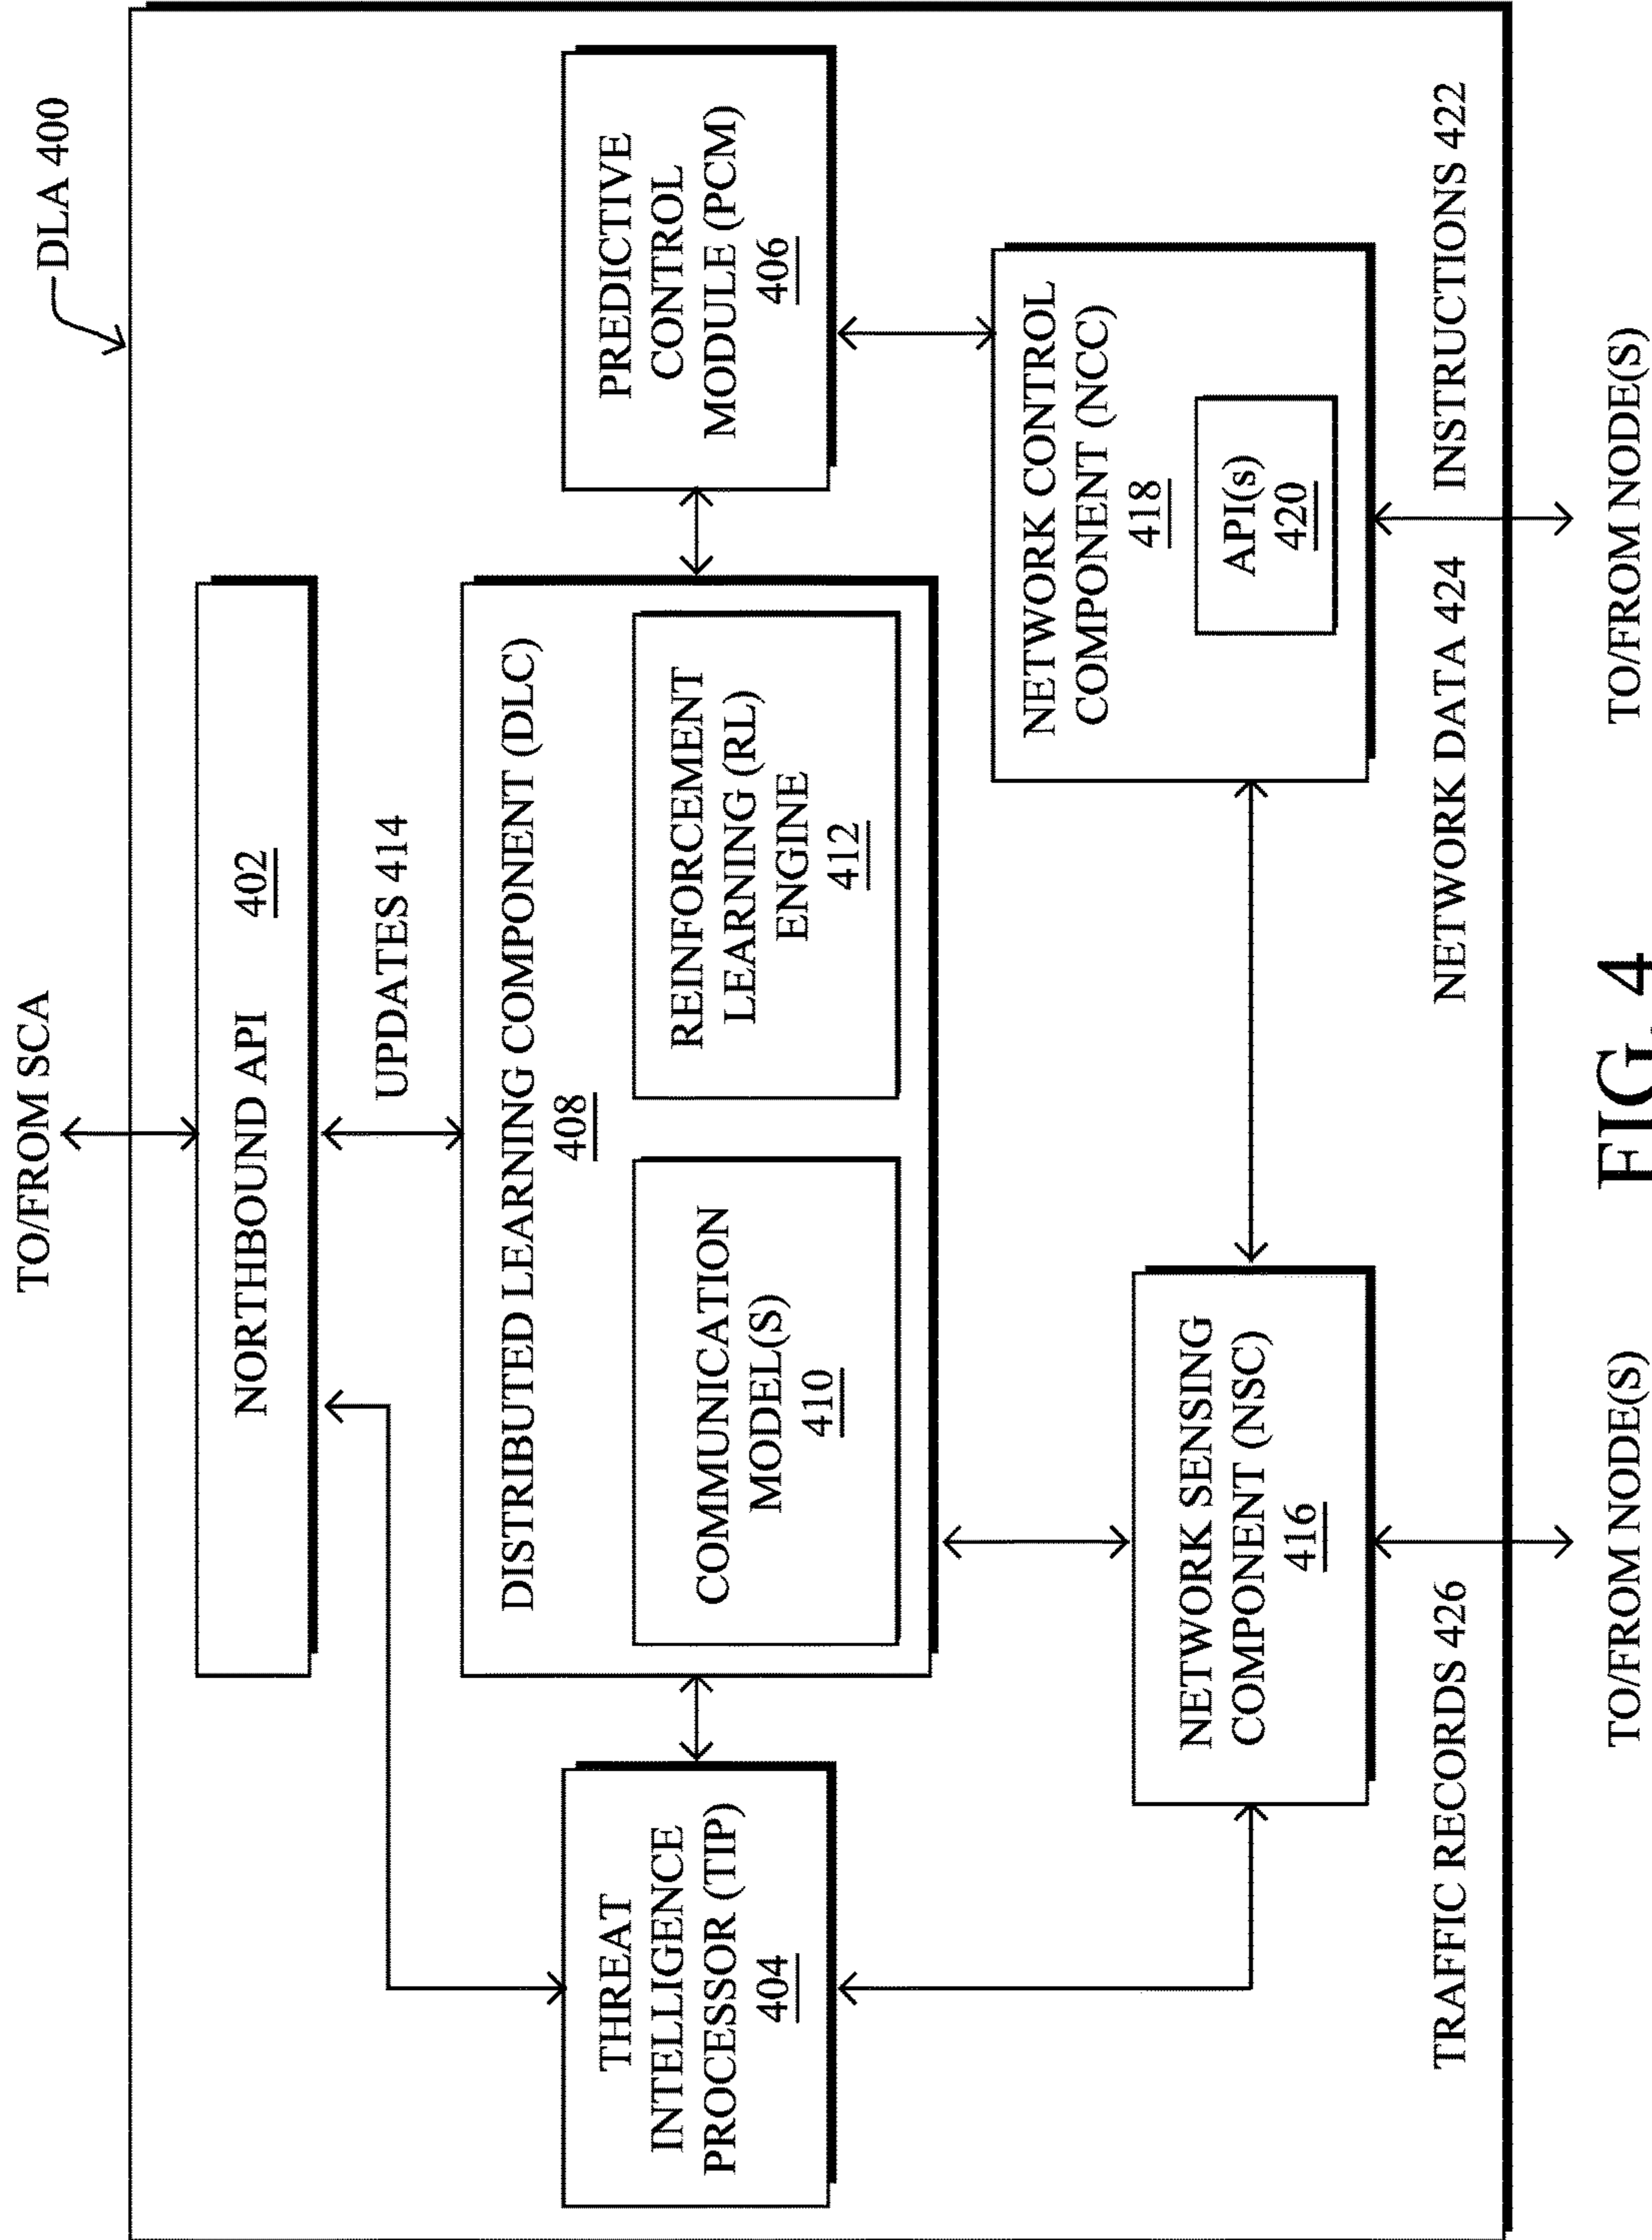 TO/FROM SCA
DLA 400
NORTHBOUND API 402
UPDATES 414
THREAT
INTELLIGENCE
PROCESSOR (TIP)
404
DISTRIBUTED LEARNING COMPONENT (DLC)
408
COMMUNICATION
MODEL(S)
410
REINFORCEMENT
LEARNING (RL)
ENGINE
412
PREDICTIVE
CONTROL
MODULE (PCM)
406
NETWORK SENSING
COMPONENT (NSC)
416
NETWORK CONTROL
COMPONENT (NCC)
418
API(s)
420
TRAFFIC RECORDS 426
NETWORK DATA 424
INSTRUCTIONS 422
TO/FROM NODE(S)
TO/FROM NODE(S)
FIG. 4